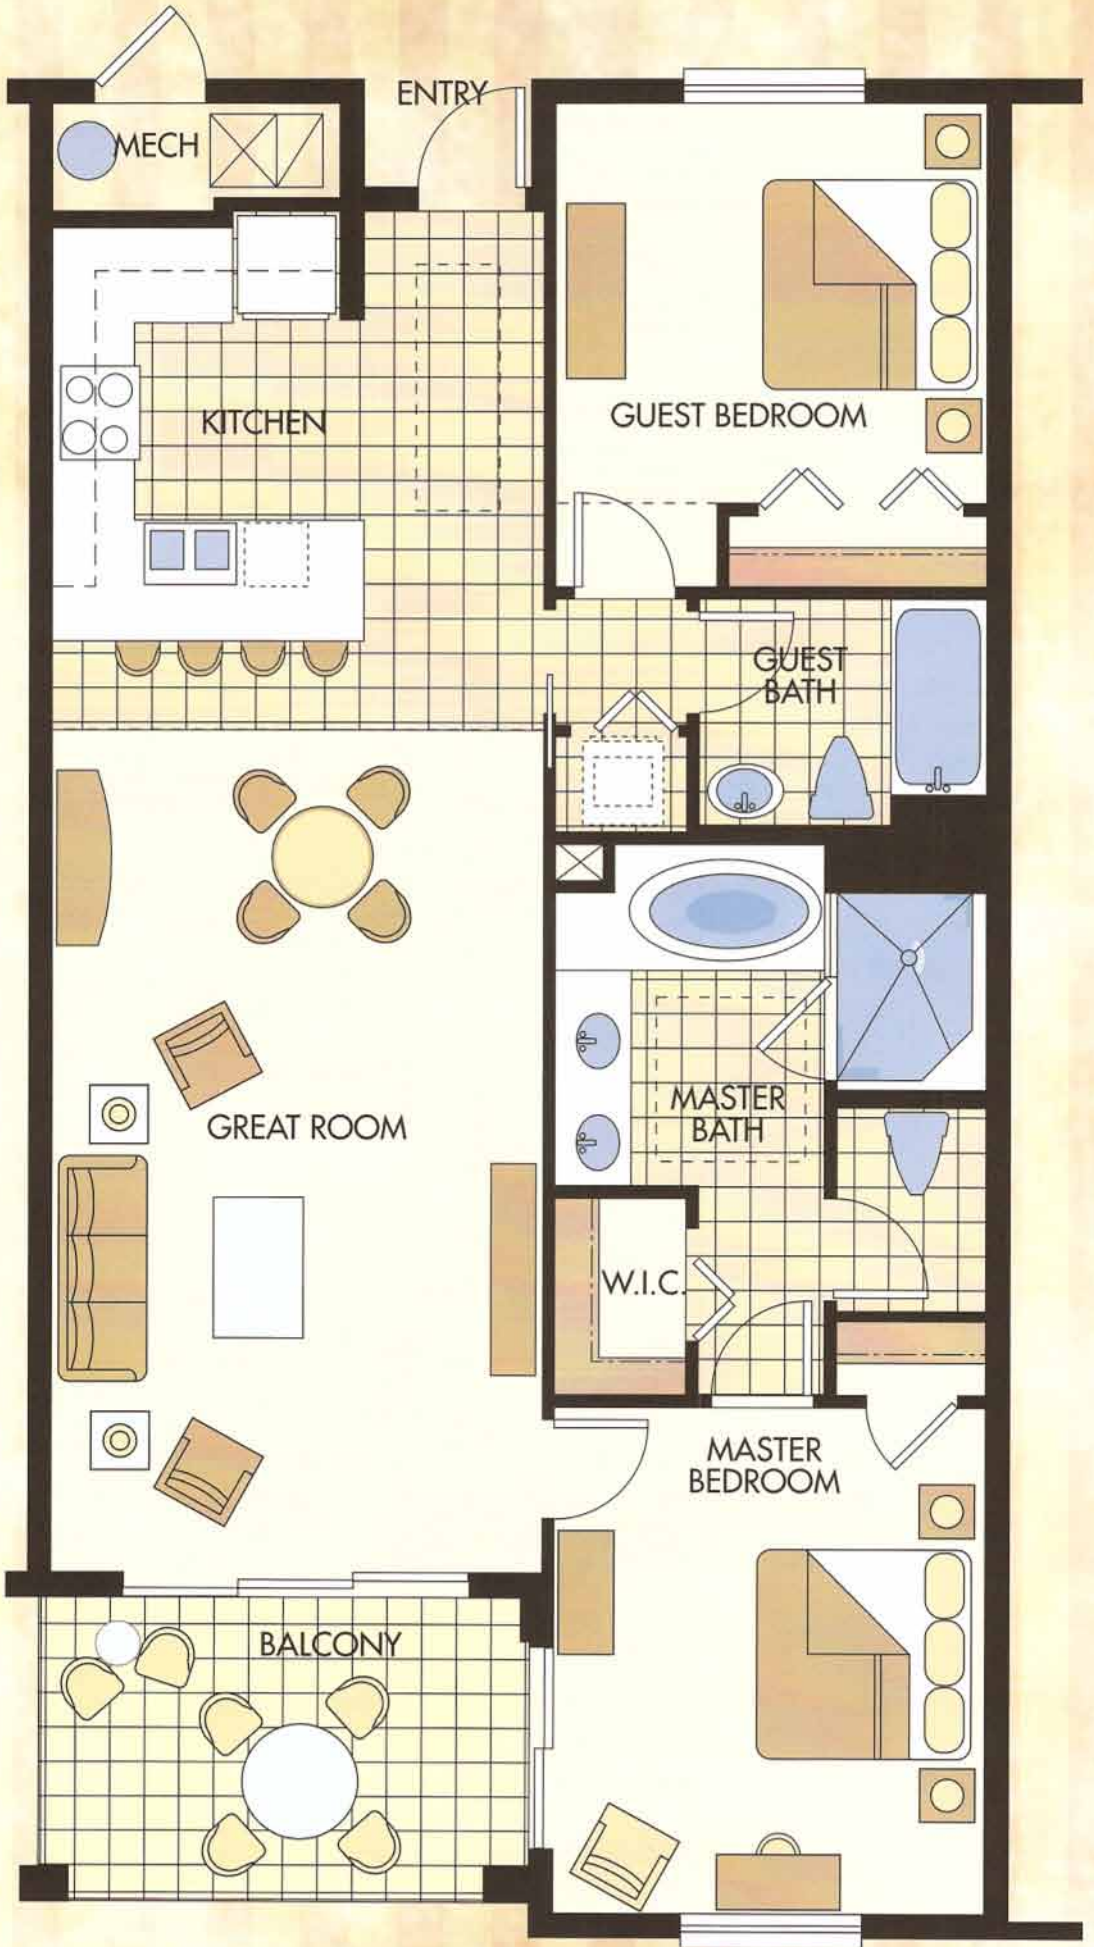 ENTRY
MECH
KITCHEN
GUEST BEDROOM
GUEST
BATH
GREAT ROOM
MASTER
BATH
W.I.C.
MASTER
BEDROOM
BALCONY